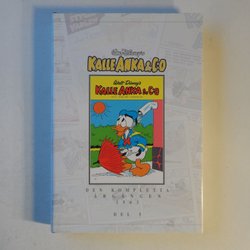 Walt Disney's
KALLE ANKA & CO
Walt Disney's
KALLE ANKA & CO
DEN KOMPLETTA
ÅRGÅNGEN
DEL 1